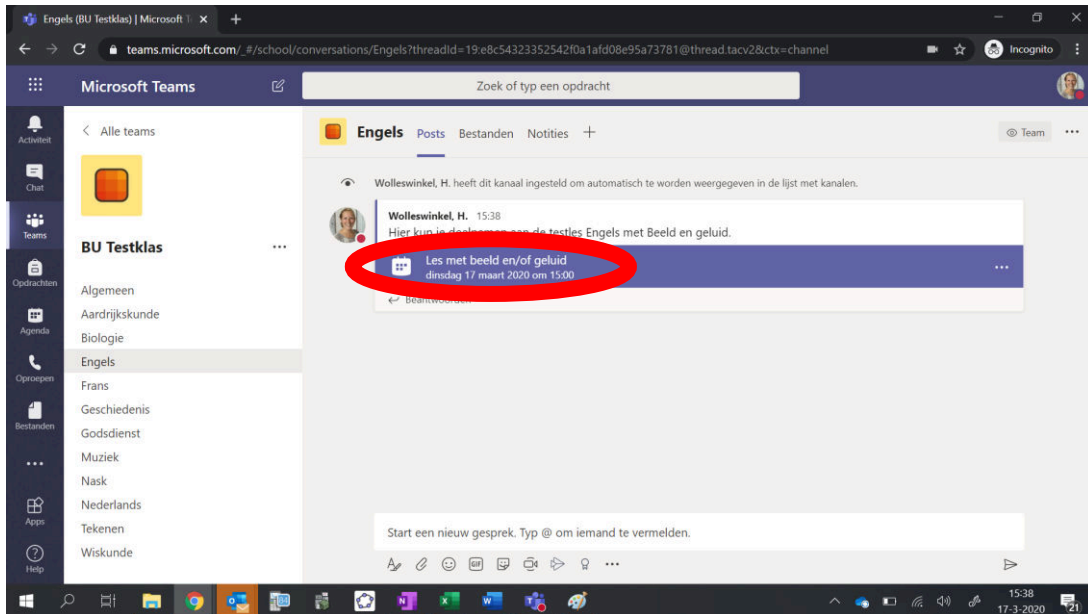 Engels (BU Testklas) | Microsoft T
teams.microsoft.com/_#/school/conversations/Engels?threadId=19:e8c54323352542f0a1afd08e95a73781@thread.tacv2&ctx=channel
Incognito
Microsoft Teams
Zoek of typ een opdracht
Activiteit
Chat
Teams
Opdrachten
Agenda
Oproepen
Bestanden
Apps
Help
Alle teams
BU Testklas
Algemeen
Aardrijkskunde
Biologie
Engels
Frans
Geschiedenis
Godsdienst
Muziek
Nask
Nederlands
Tekenen
Wiskunde
Engels Posts Bestanden Notities
Team
Wolleswinkel, H. heeft dit kanaal ingesteld om automatisch te worden weergegeven in de lijst met kanalen.
Wolleswinkel, H. 15:38
Hier kun je deelnemen aan de testles Engels met Beeld en geluid.
Les met beeld en/of geluid
dinsdag 17 maart 2020 om 15:00
Beantwoorden
Start een nieuw gesprek. Typ @ om iemand te vermelden.
GIF
15:38
17-3-2020